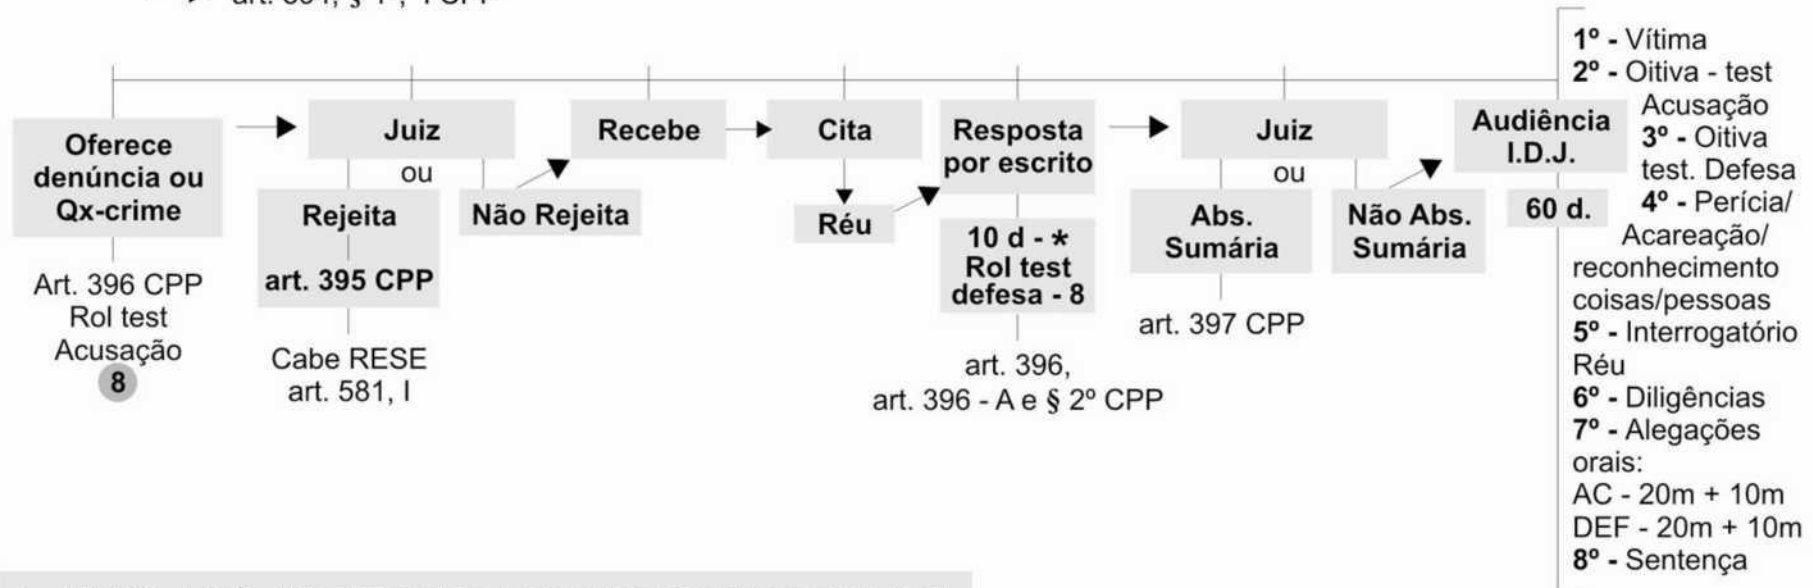 Oferece
denúncia ou
Qx-crime
Art. 396 CPP
Rol test
Acusação
8
Juiz
ou
Rejeita
art. 395 CPP
Cabe RESE
art. 581, I
Não Rejeita
Recebe
Cita
Réu
Resposta
por escrito
10 d - *
Rol test
defesa - 8
art. 396,
art. 396 - A e § 2º CPP
Juiz
ou
Abs.
Sumária
art. 397 CPP
Não Abs.
Sumária
Audiência
I.D.J.
60 d.
1º - Vítima
2º - Oitiva - test
Acusação
3º - Oitiva
test. Defesa
4º - Perícia/
Acareação/
reconhecimento
coisas/pessoas
5º - Interrogatório
Réu
6º - Diligências
7º - Alegações
orais:
AC - 20m + 10m
DEF - 20m + 10m
8º - Sentença